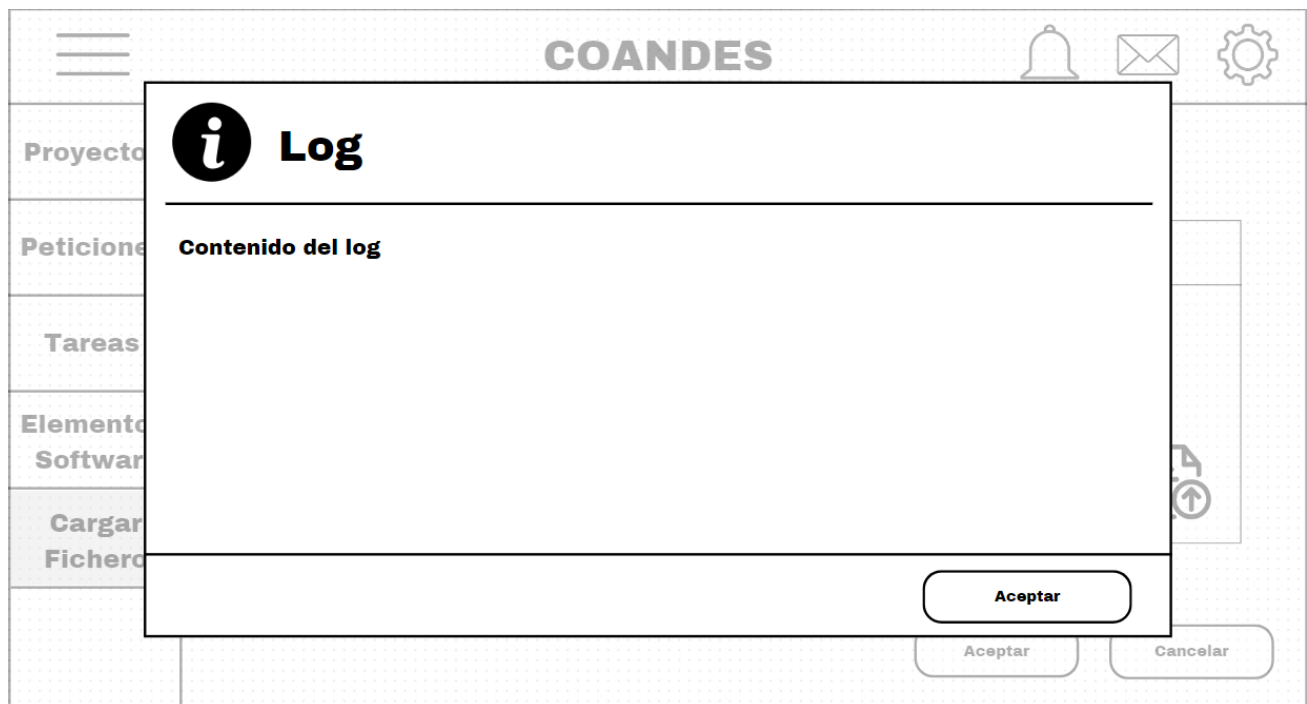 COANDES
Proyecto
Log
Peticione
Contenido del log
Tareas
Elemento
Softwar
Cargar
Fichero
Aceptar
Aceptar
Cancelar